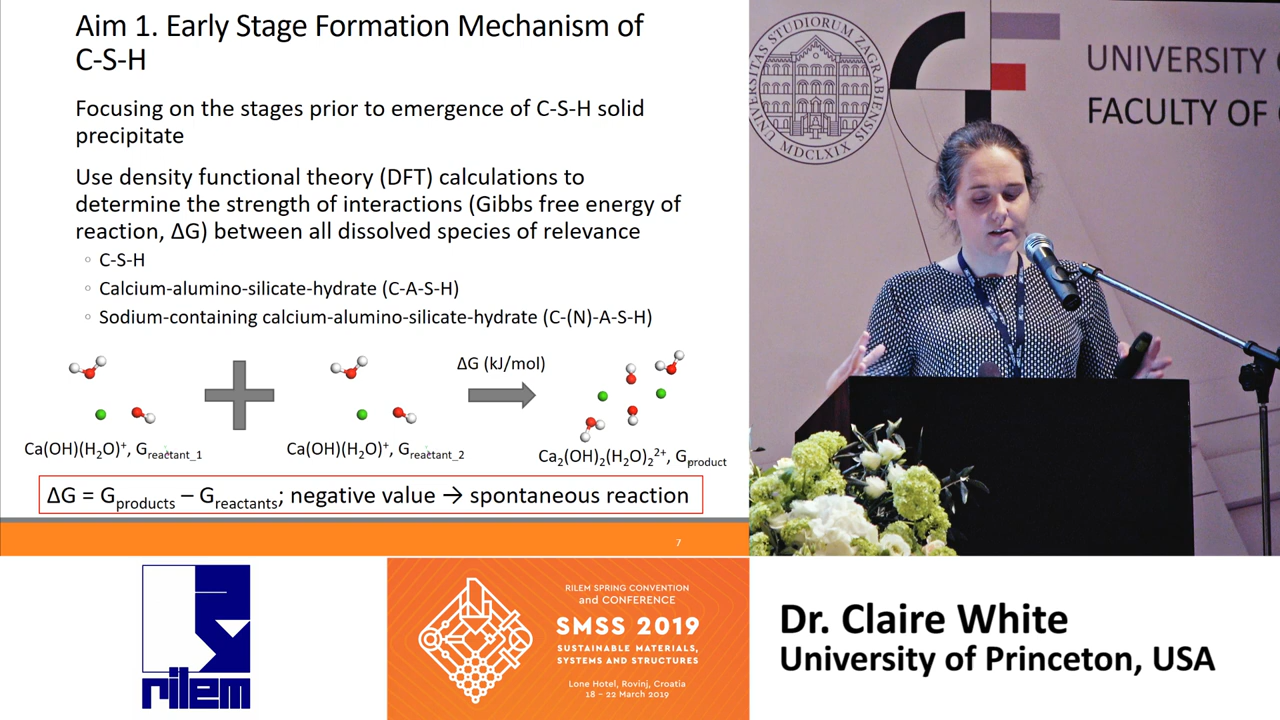 Aim 1. Early Stage Formation Mechanism of
C-S-H
Focusing on the stages prior to emergence of C-S-H solid
precipitate
Use density functional theory (DFT) calculations to
determine the strength of interactions (Gibbs free energy of
reaction, ΔG) between all dissolved species of relevance
◦ C-S-H
◦ Calcium-alumino-silicate-hydrate (C-A-S-H)
◦ Sodium-containing calcium-alumino-silicate-hydrate (C-(N)-A-S-H)
ΔG (kJ/mol)
Ca(OH)(H₂O)⁺, Greactant_1
Ca(OH)(H₂O)⁺, Greactant_2
Ca₂(OH)₂(H₂O)₂²⁺, Gproduct
ΔG = Gproducts – Greactants; negative value → spontaneous reaction
7
UNIVERSITAS STUDIORUM ZAGRABIENSIS
MDCLXIX
UNIVERSITY
FACULTY OF
rilem
RILEM SPRING CONVENTION
and CONFERENCE
SMSS 2019
SUSTAINABLE MATERIALS,
SYSTEMS AND STRUCTURES
Lone Hotel, Rovinj, Croatia
18 – 22 March 2019
Dr. Claire White
University of Princeton, USA